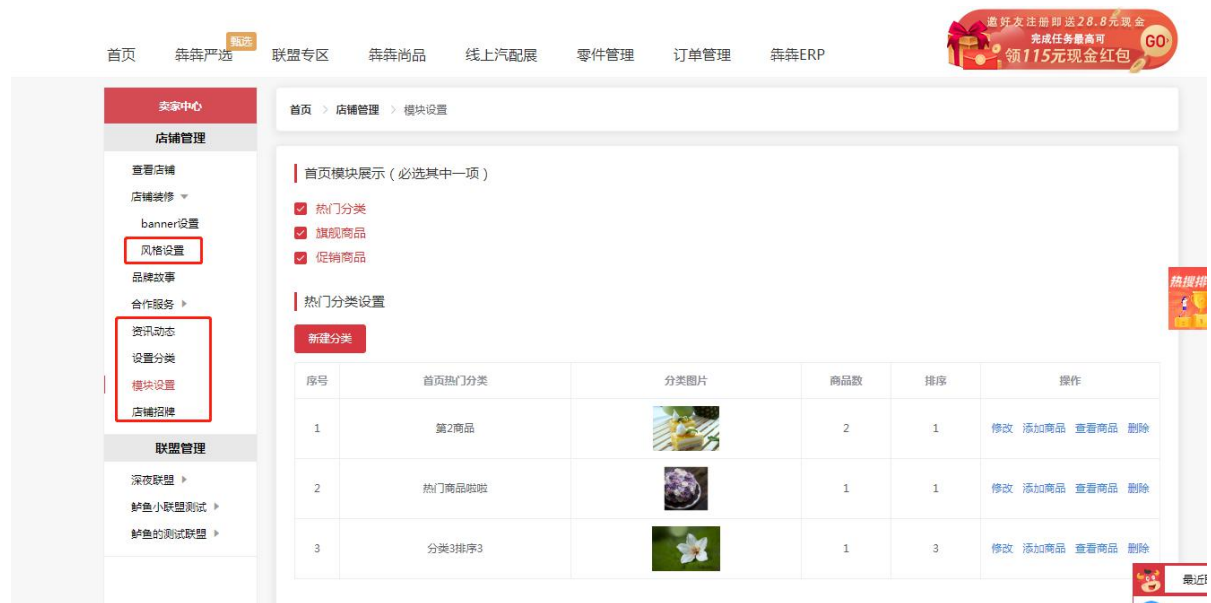 邀好友注册即送28.8元现金
完成任务最高可
领115元现金红包
GO
甄选
首页 犇犇严选 联盟专区 犇犇尚品 线上汽配展 零件管理 订单管理 犇犇ERP
卖家中心
店铺管理
查看店铺
店铺装修
banner设置
风格设置
品牌故事
合作服务
资讯动态
设置分类
模块设置
店铺招牌
联盟管理
深夜联盟
鲈鱼小联盟测试
鲈鱼的测试联盟
首页 > 店铺管理 > 模块设置
首页模块展示（必选其中一项）
热门分类
旗舰商品
促销商品
热门分类设置
新建分类
序号 首页热门分类 分类图片 商品数 排序 操作
1 第2商品 2 1 修改 添加商品 查看商品 删除
2 热门商品啦啦 1 1 修改 添加商品 查看商品 删除
3 分类3排序3 1 3 修改 添加商品 查看商品 删除
热搜排
最近